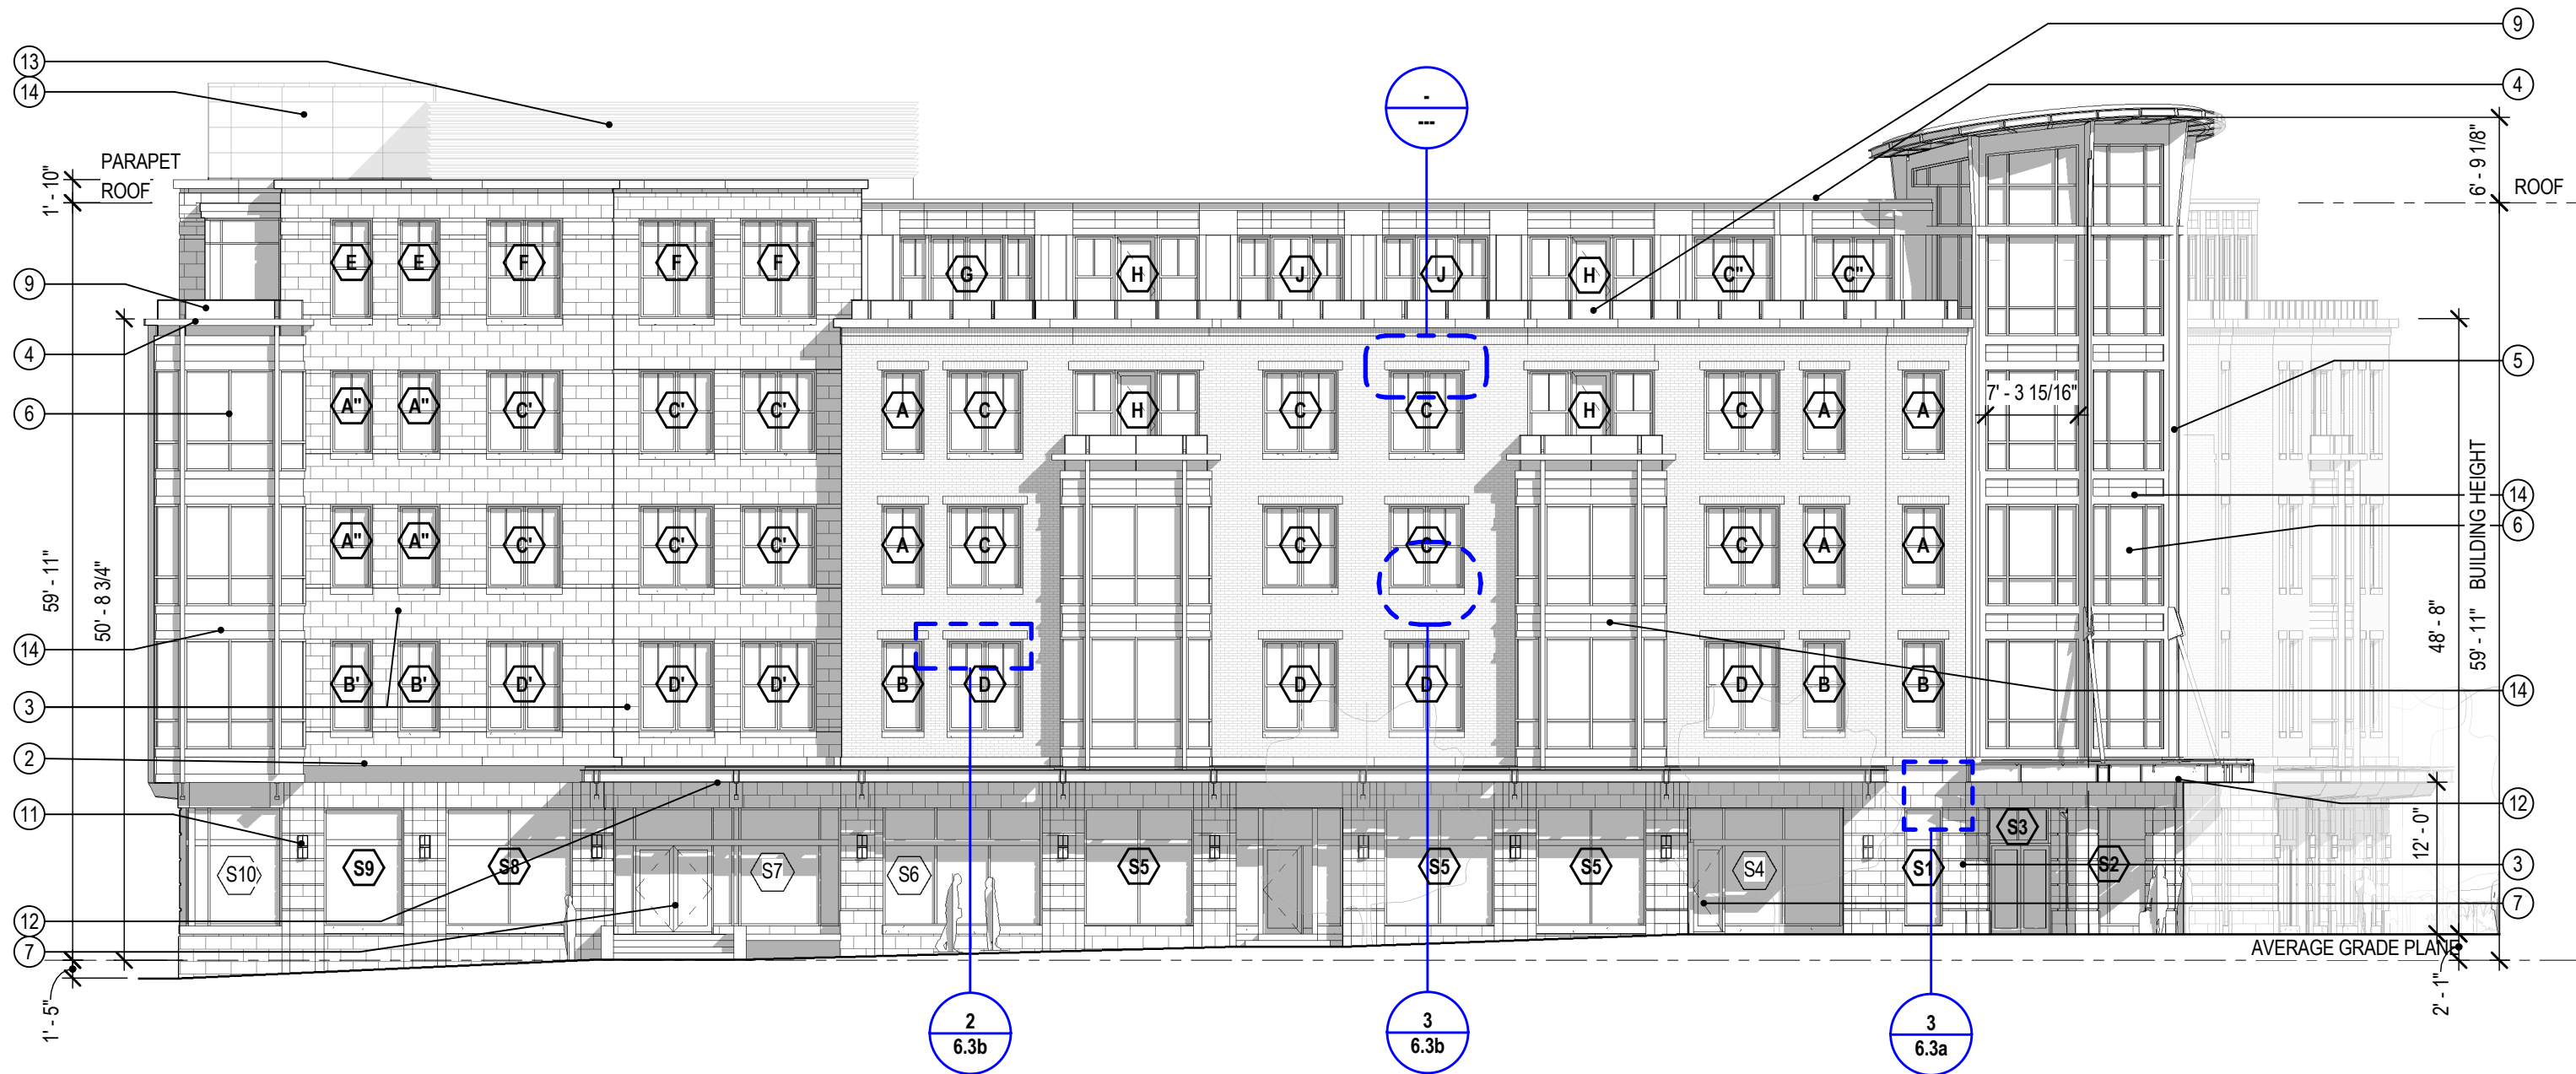 9
13
14
4
-
---
PARAPET
ROOF
1' - 10"
6' - 9 1/8"
ROOF
E
E
F
F
F
G
H
J
J
H
C"
C"
9
4
6
5
A"
A"
C'
C'
C'
A
C
H
C
C
H
C
A
A
7' - 3 15/16"
14
6
A"
A"
C'
C'
C'
A
C
C
C
C
A
A
59' - 11"
50' - 8 3/4"
48' - 8"
59' - 11" BUILDING HEIGHT
14
3
2
B'
B'
D'
D'
D'
B
D
D
D
D
B
B
14
11
12
7
S10
S9
S8
S7
S6
S5
S5
S5
S4
S1
S3
S2
12
3
7
12' - 0"
AVERAGE GRADE PLANE
1' - 5"
2' - 1"
2
6.3b
3
6.3b
3
6.3a